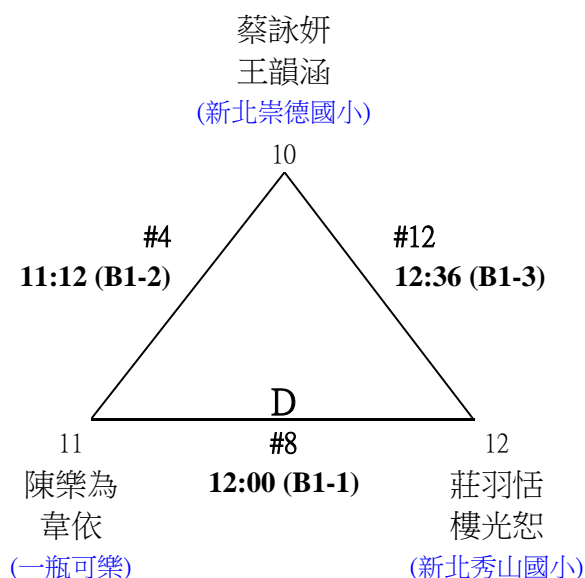 蔡詠妍
王韻涵
(新北崇德國小)
10
#4
#12
11:12 (B1-2)
12:36 (B1-3)
D
11
#8
12
陳樂為
12:00 (B1-1)
莊羽恬
韋依
樓光恕
(一瓶可樂)
(新北秀山國小)